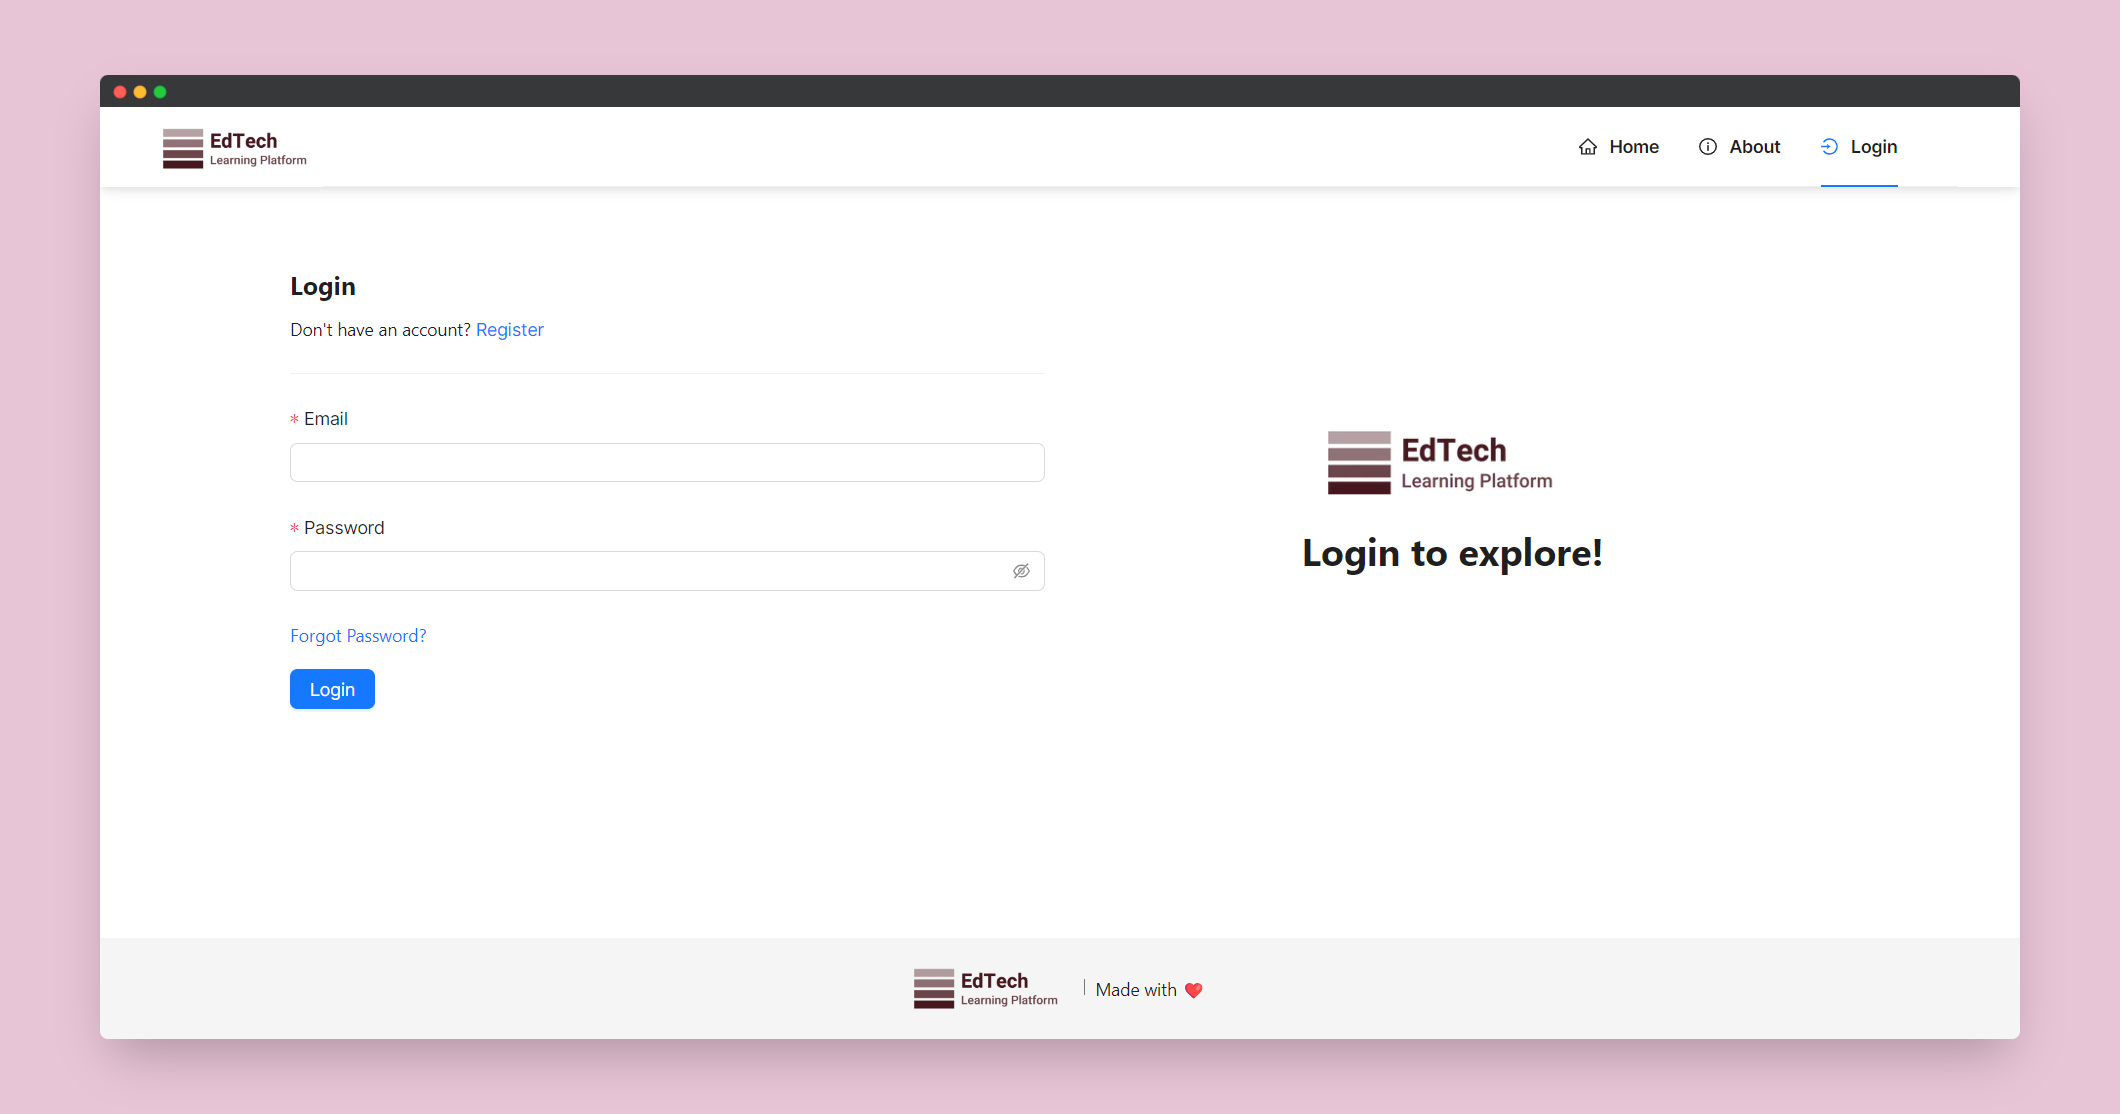 EdTech
Learning Platform
Home
About
Login
Login
Don't have an account? Register
* Email
* Password
Forgot Password?
Login
EdTech
Learning Platform
Login to explore!
EdTech
Learning Platform
Made with ❤️